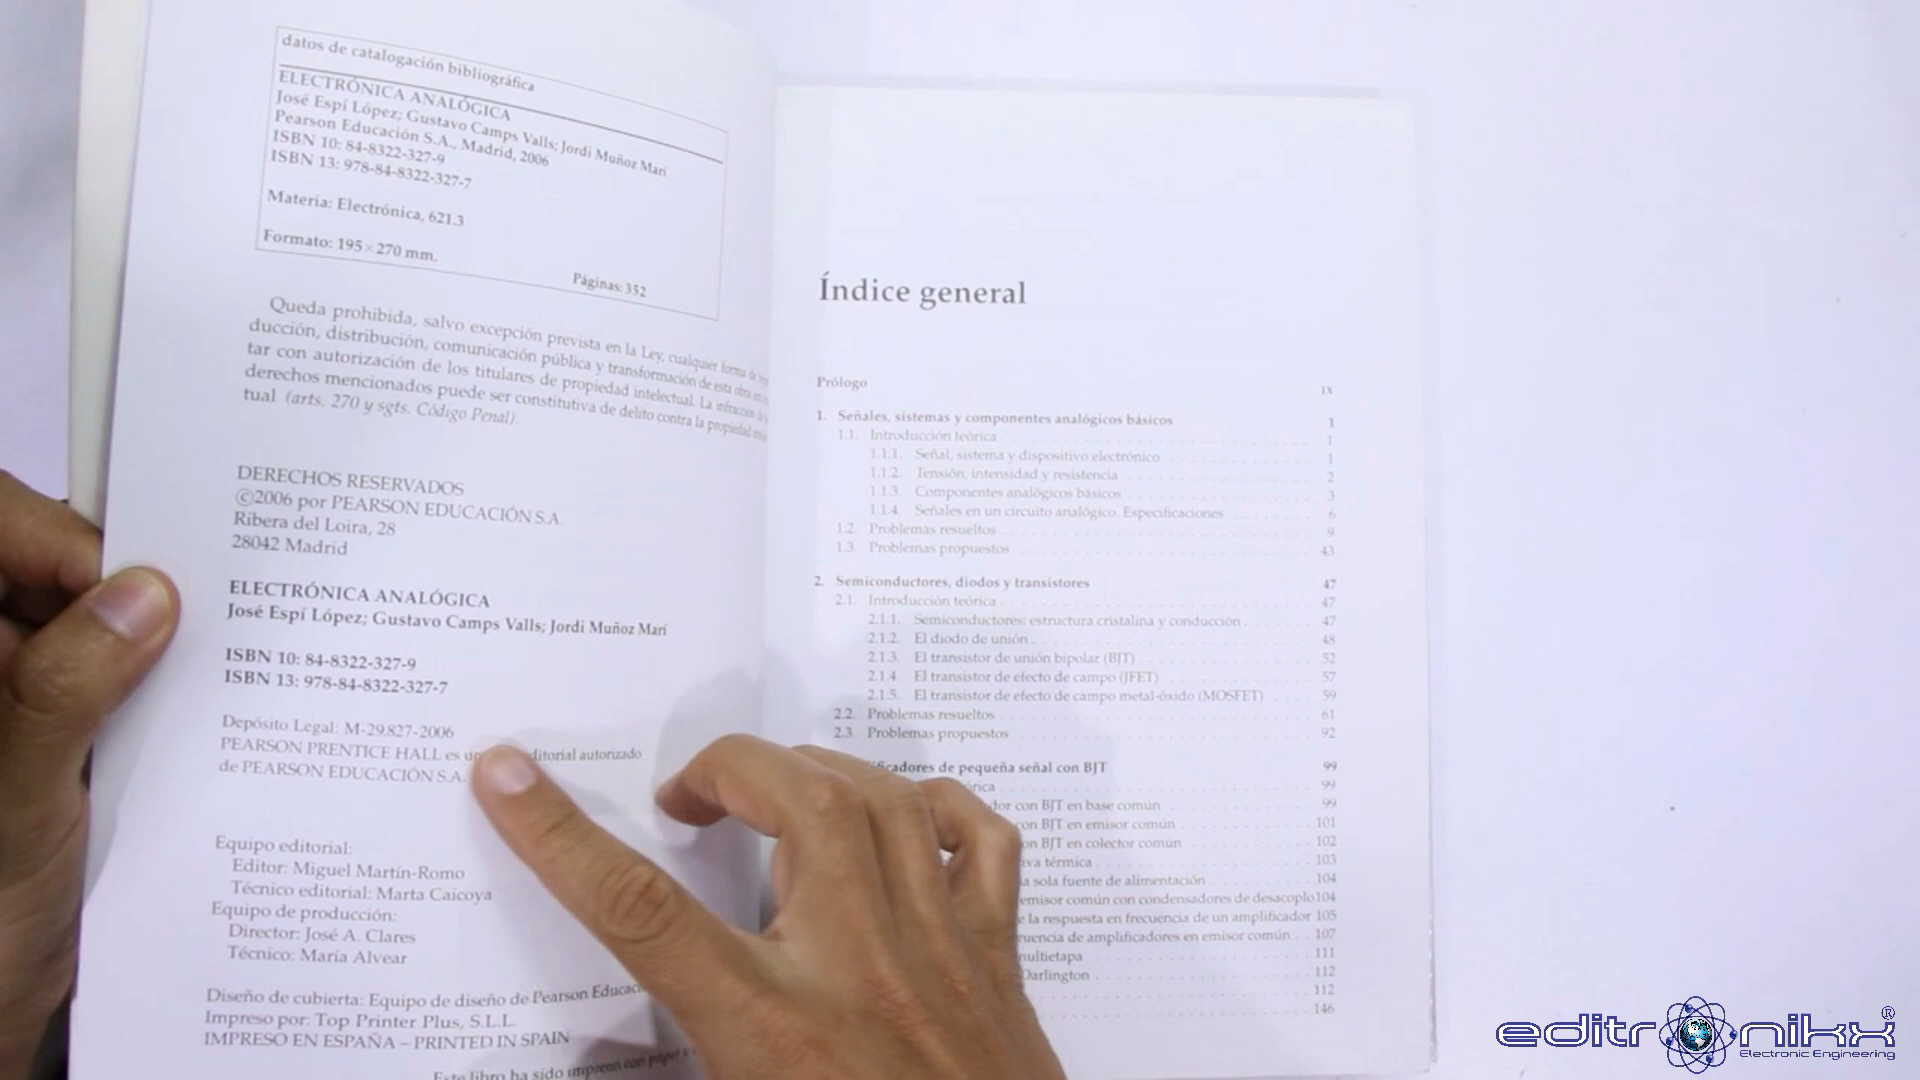 datos de catalogación bibliográfica
ELECTRÓNICA ANALÓGICA
José Espí López; Gustavo Camps Valls; Jordi Muñoz Mari
Pearson Educación S.A., Madrid, 2006
ISBN 10: 84-8322-327-9
ISBN 13: 978-84-8322-327-7
Materia: Electrónica, 621.3
Formato: 195×270 mm.
Páginas: 352
Queda prohibida, salvo excepción prevista en la Ley, cualquier forma de
ducción, distribución, comunicación pública y transformación de esta obra
tar con autorización de los titulares de propiedad intelectual. La infracción
derechos mencionados puede ser constitutiva de delito contra la propiedad
tual (arts. 270 y sgts. Código Penal).
DERECHOS RESERVADOS
©2006 por PEARSON EDUCACIÓN S.A.
Ribera del Loira, 28
28042 Madrid
ELECTRÓNICA ANALÓGICA
José Espí López; Gustavo Camps Valls; Jordi Muñoz Mari
ISBN 10: 84-8322-327-9
ISBN 13: 978-84-8322-327-7
Depósito Legal: M-29.827-2006
PEARSON PRENTICE HALL es un editorial autorizado
de PEARSON EDUCACIÓN S.A.
Equipo editorial:
Editor: Miguel Martín-Romo
Técnico editorial: Marta Caicoya
Equipo de producción:
Director: José A. Clares
Técnico: María Alvear
Diseño de cubierta: Equipo de diseño de Pearson Educac
Impreso por: Top Printer Plus, S.L.L.
IMPRESO EN ESPAÑA – PRINTED IN SPAIN
Este libro ha sido impreso con papel
Índice general
Prólogo ix
1. Señales, sistemas y componentes analógicos básicos 1
1.1. Introducción teórica 1
1.1.1. Señal, sistema y dispositivo electrónico 1
1.1.2. Tensión, intensidad y resistencia 2
1.1.3. Componentes analógicos básicos 3
1.1.4. Señales en un circuito analógico. Especificaciones 6
1.2. Problemas resueltos 9
1.3. Problemas propuestos 43
2. Semiconductores, diodos y transistores 47
2.1. Introducción teórica 47
2.1.1. Semiconductores: estructura cristalina y conducción 47
2.1.2. El diodo de unión 48
2.1.3. El transistor de unión bipolar (BJT) 52
2.1.4. El transistor de efecto de campo (JFET) 57
2.1.5. El transistor de efecto de campo metal-óxido (MOSFET) 59
2.2. Problemas resueltos 61
2.3. Problemas propuestos 92
ficadores de pequeña señal con BJT 99
órica 99
dor con BJT en base común 99
con BJT en emisor común 101
on BJT en colector común 102
iva térmica 103
a sola fuente de alimentación 104
emisor común con condensadores de desacoplo 104
e la respuesta en frecuencia de un amplificador 105
uencia de amplificadores en emisor común 107
multietapa 111
Darlington 112
112
146
editronikx®
Electronic Engineering